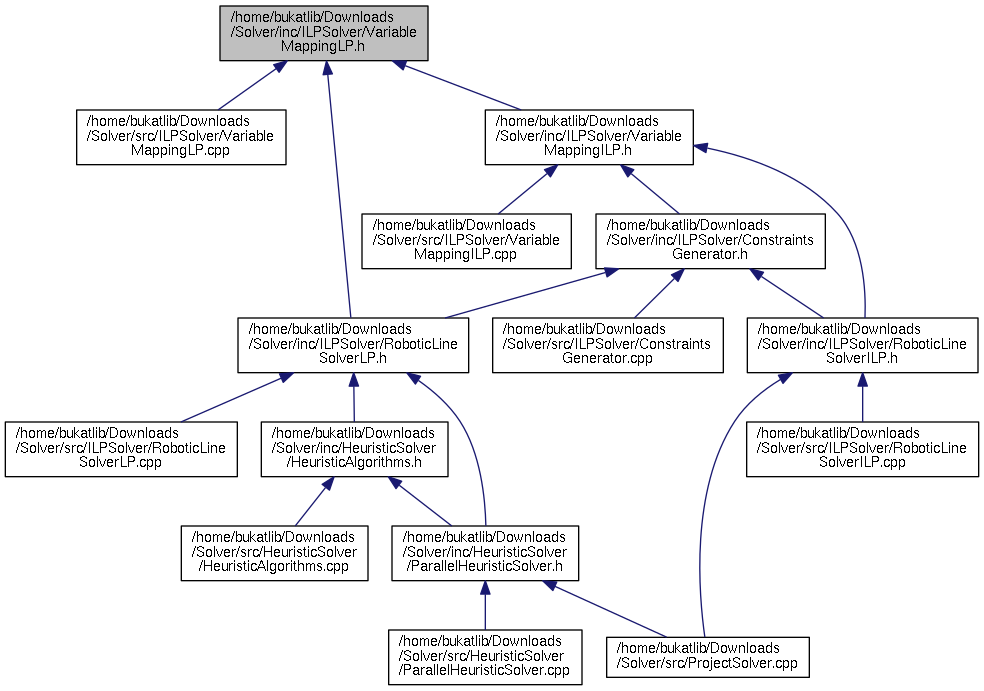 /home/bukatlib/Downloads
/Solver/inc/ILPSolver/Variable
MappingLP.h
/home/bukatlib/Downloads
/Solver/src/ILPSolver/Variable
MappingLP.cpp
/home/bukatlib/Downloads
/Solver/inc/ILPSolver/Variable
MappingILP.h
/home/bukatlib/Downloads
/Solver/src/ILPSolver/Variable
MappingILP.cpp
/home/bukatlib/Downloads
/Solver/inc/ILPSolver/Constraints
Generator.h
/home/bukatlib/Downloads
/Solver/inc/ILPSolver/RoboticLine
SolverLP.h
/home/bukatlib/Downloads
/Solver/src/ILPSolver/Constraints
Generator.cpp
/home/bukatlib/Downloads
/Solver/inc/ILPSolver/RoboticLine
SolverILP.h
/home/bukatlib/Downloads
/Solver/src/ILPSolver/RoboticLine
SolverLP.cpp
/home/bukatlib/Downloads
/Solver/inc/HeuristicSolver
/HeuristicAlgorithms.h
/home/bukatlib/Downloads
/Solver/src/ILPSolver/RoboticLine
SolverILP.cpp
/home/bukatlib/Downloads
/Solver/src/HeuristicSolver
/HeuristicAlgorithms.cpp
/home/bukatlib/Downloads
/Solver/inc/HeuristicSolver
/ParallelHeuristicSolver.h
/home/bukatlib/Downloads
/Solver/src/HeuristicSolver
/ParallelHeuristicSolver.cpp
/home/bukatlib/Downloads
/Solver/src/ProjectSolver.cpp